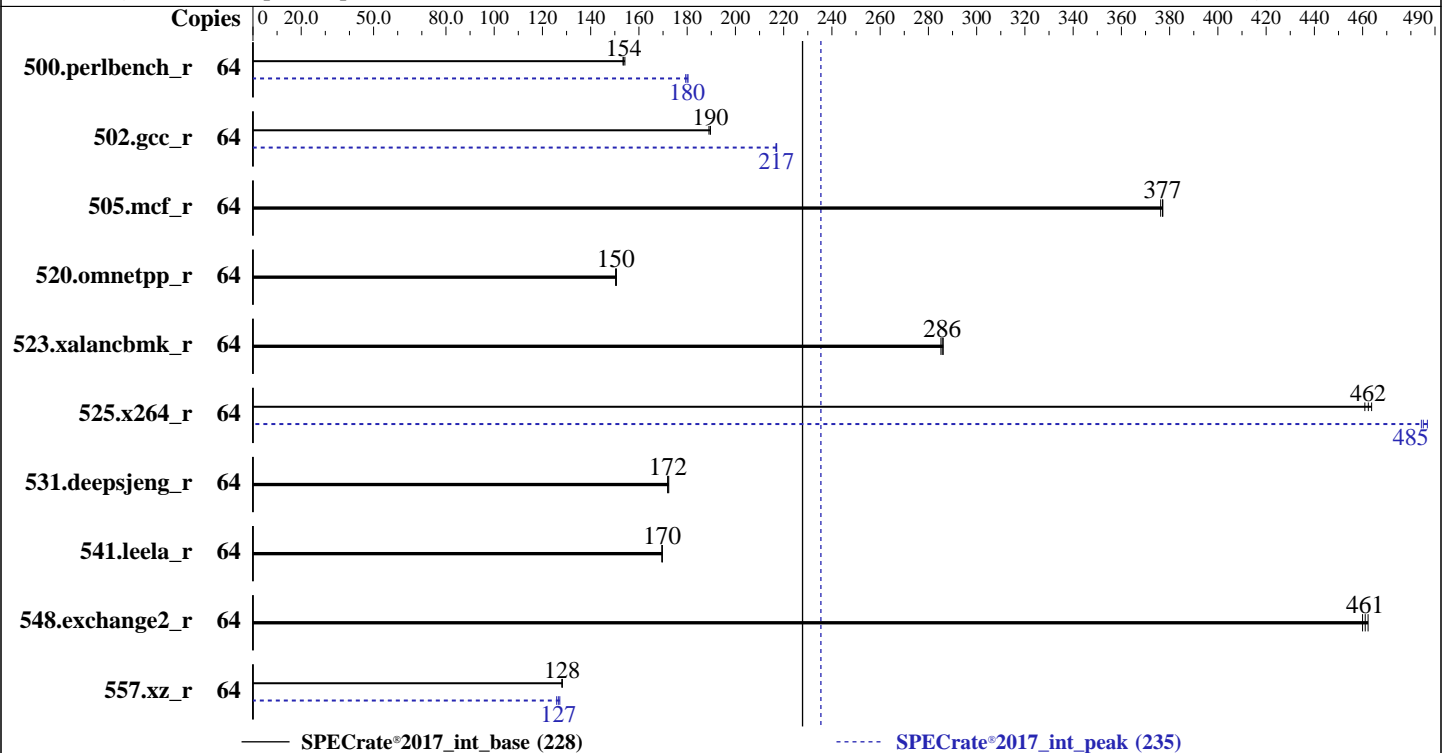 Copies 0 20.0 50.0 80.0 100 120 140 160 180 200 220 240 260 280 300 320 340 360 380 400 420 440 460 490
500.perlbench_r 64 154
180
502.gcc_r 64 190
217
505.mcf_r 64 377
520.omnetpp_r 64 150
523.xalancbmk_r 64 286
525.x264_r 64 462
485
531.deepsjeng_r 64 172
541.leela_r 64 170
548.exchange2_r 64 461
557.xz_r 64 128
127
SPECrate®2017_int_base (228) SPECrate®2017_int_peak (235)